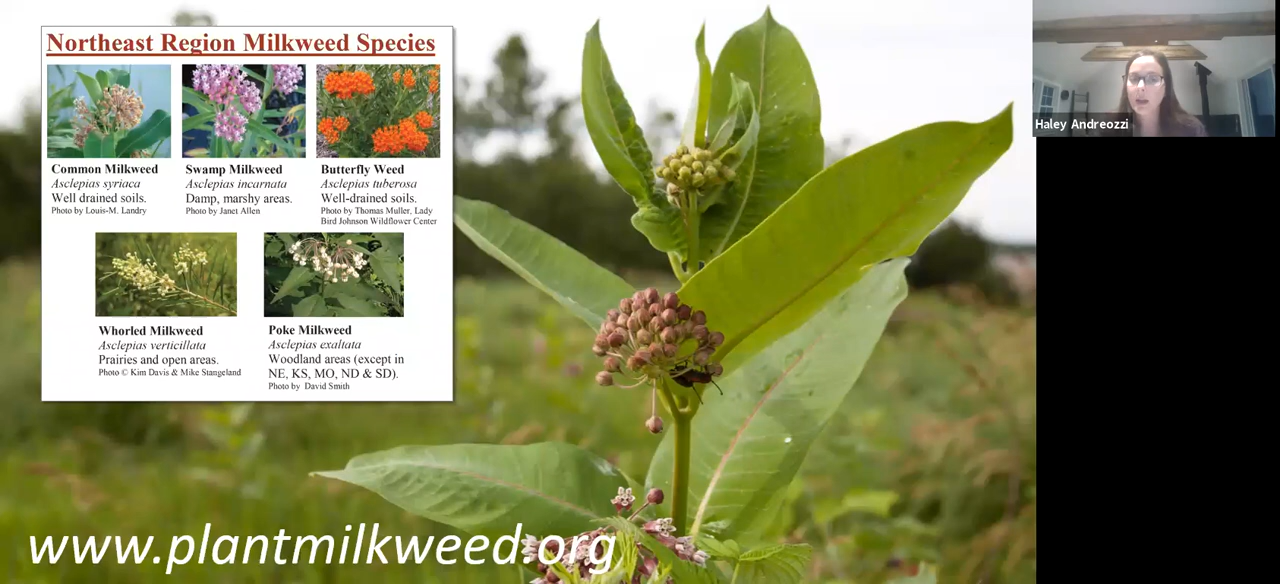 Northeast Region Milkweed Species
Common Milkweed
Asclepias syriaca
Well drained soils.
Photo by Louis-M. Landry
Swamp Milkweed
Asclepias incarnata
Damp, marshy areas.
Photo by Janet Allen
Butterfly Weed
Asclepias tuberosa
Well-drained soils.
Photo by Thomas Muller, Lady
Bird Johnson Wildflower Center
Whorled Milkweed
Asclepias verticillata
Prairies and open areas.
Photo © Kim Davis & Mike Stangeland
Poke Milkweed
Asclepias exaltata
Woodland areas (except in
NE, KS, MO, ND & SD).
Photo by David Smith
www.plantmilkweed.org
Haley Andreozzi